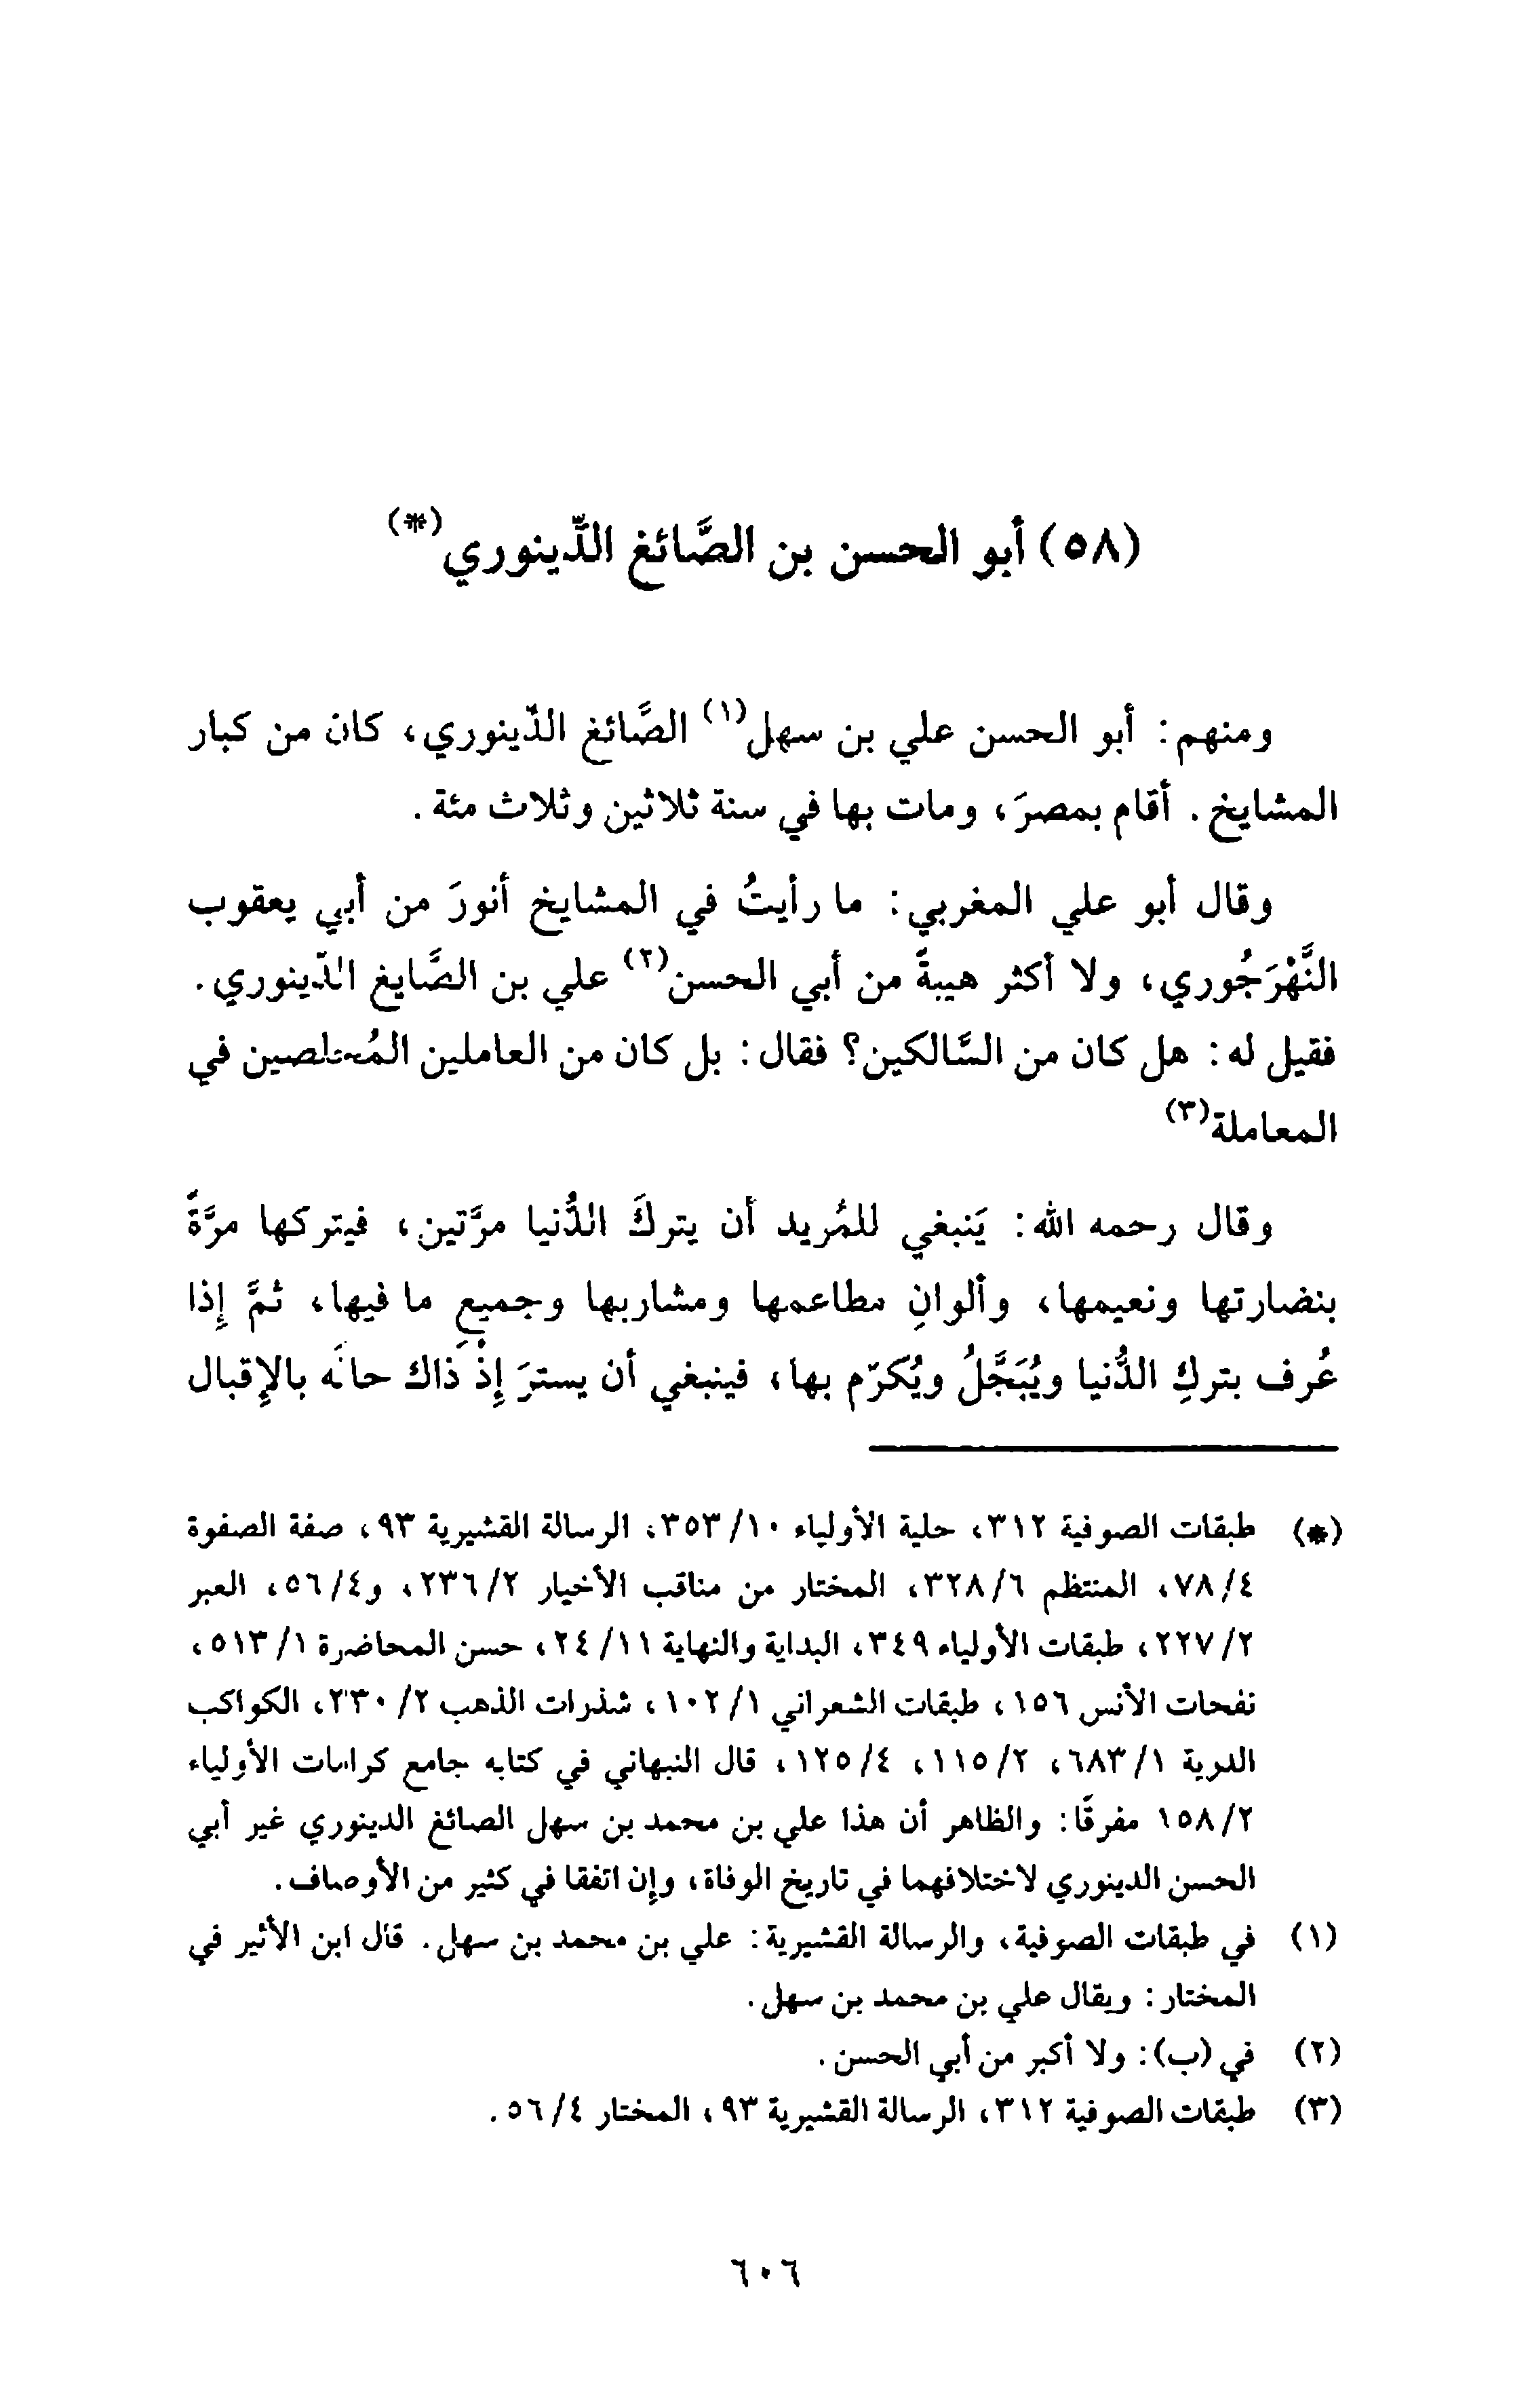 (٥٨) أبو الحسن بن الصَّائغ الدِّينوري(*)
ومنهم: أبو الحسن علي بن سهل(١) الصَّائغ الدِّينوري، كان من كبار
المشايخ. أقام بمصرَ، ومات بها في سنة ثلاثين وثلاث مئة.
وقال أبو علي المغربي: ما رأيتُ في المشايخ أنورَ من أبي يعقوب
النَّهْرَجُوري، ولا أكثر هيبةً من أبي الحسن(٢) علي بن الصَّايغ الدِّينوري.
فقيل له: هل كان من السَّالكين؟ فقال: بل كان من العاملين المُخلصين في
المعاملة(٣)
وقال رحمه الله: يَنبغي للمُريد أن يتركَ الدُّنيا مرَّتين، فيتركها مرَّةً
بنضارتها ونعيمها، وألوانِ مطاعمها ومشاربها وجميعِ ما فيها، ثمَّ إذا
عُرف بتركِ الدُّنيا ويُبَجَّلُ ويُكرّم بها، فينبغي أن يسترَ إذْ ذَاك حالَه بالإقبال
(*) طبقات الصوفية ٣١٢، حلية الأولياء ١٠/٣٥٣، الرسالة القشيرية ٩٣، صفة الصفوة
٤/٧٨، المنتظم ٦/٣٢٨، المختار من مناقب الأخيار ٢/٢٣٦، و٤/٥٦، العبر
٢/٢٢٧، طبقات الأولياء ٣٤٩، البداية والنهاية ١١/٢٤، حسن المحاضرة ١/٥١٣،
نفحات الأنس ١٥٦، طبقات الشعراني ١/١٠٢، شذرات الذهب ٢/٣٣٠، الكواكب
الدرية ١/٦٨٣، ٢/١١٥، ٤/١٢٥، قال النبهاني في كتابه جامع كرامات الأولياء
٢/١٥٨ مفرقًا: والظاهر أن هذا علي بن محمد بن سهل الصائغ الدينوري غير أبي
الحسن الدينوري لاختلافهما في تاريخ الوفاة، وإن اتفقا في كثير من الأوصاف.
(١) في طبقات الصوفية، والرسالة القشيرية: علي بن محمد بن سهل. قال ابن الأثير في
المختار: ويقال علي بن محمد بن سهل.
(٢) في (ب): ولا أكبر من أبي الحسن.
(٣) طبقات الصوفية ٣١٢، الرسالة القشيرية ٩٣، المختار ٤/٥٦.
٦٠٦